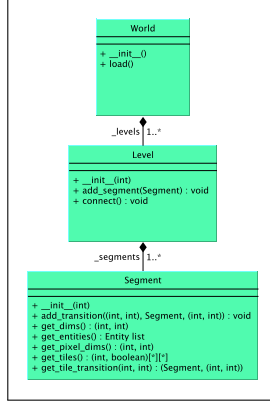 World
+ __init__()
+ load()
_levels 1..*
Level
+ __init__(int)
+ add_segment(Segment) : void
+ connect() : void
_segments 1..*
Segment
+ __init__(int)
+ add_transition((int, int), Segment, (int, int)) : void
+ get_dims() : (int, int)
+ get_entities() : Entity list
+ get_pixel_dims() : (int, int)
+ get_tiles() : (int, boolean)[*][*]
+ get_tile_transition(int, int) : (Segment, (int, int))